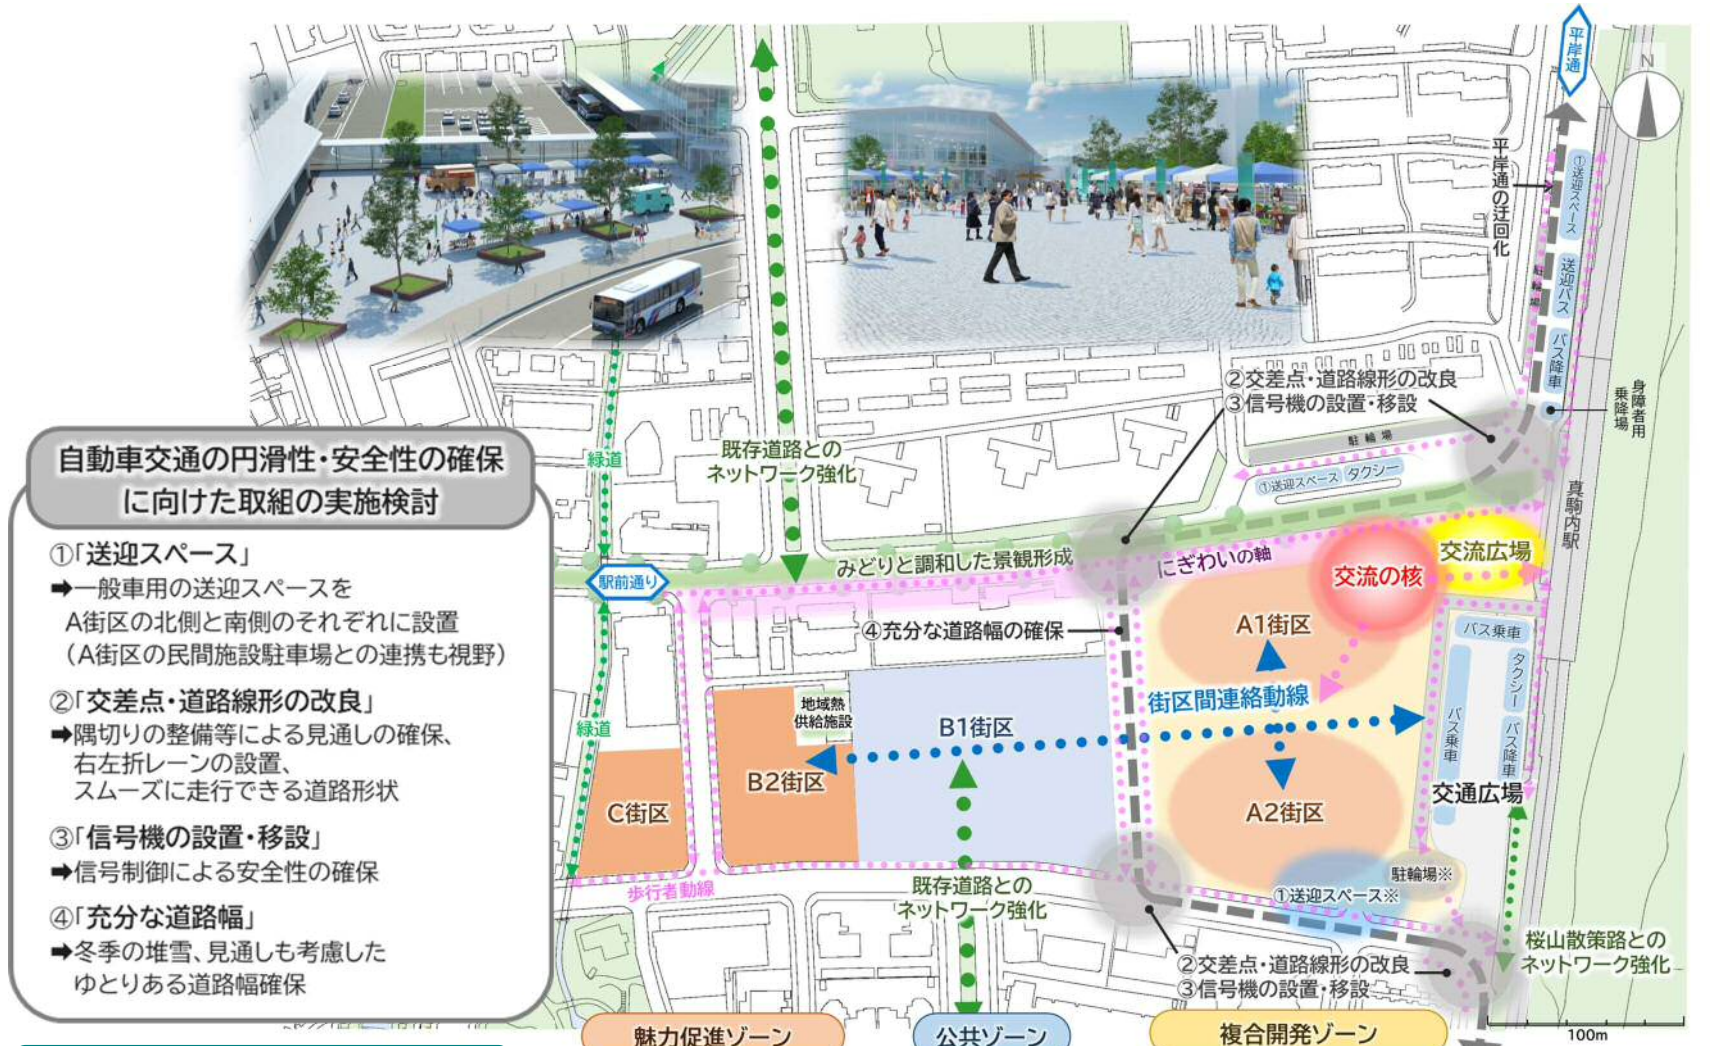 平岸通
N
平岸通の迂回化
①送迎スペース
駐輪場
送迎バス
バス降車
身障者用
乗降場
②交差点・道路線形の改良
③信号機の設置・移設
駐輪場
①送迎スペース
タクシー
真駒内駅
緑道
既存道路との
ネットワーク強化
自動車交通の円滑性・安全性の確保
に向けた取組の実施検討
①「送迎スペース」
➡一般車用の送迎スペースを
A街区の北側と南側のそれぞれに設置
（A街区の民間施設駐車場との連携も視野）
②「交差点・道路線形の改良」
➡隅切りの整備等による見通しの確保、
右左折レーンの設置、
スムーズに走行できる道路形状
③「信号機の設置・移設」
➡信号制御による安全性の確保
④「充分な道路幅」
➡冬季の堆雪、見通しも考慮した
ゆとりある道路幅確保
駅前通り
みどりと調和した景観形成
にぎわいの軸
交流の核
交流広場
④充分な道路幅の確保
A1街区
バス乗車
タクシー
バス乗車
バス降車
街区間連絡動線
地域熱
供給施設
緑道
B1街区
B2街区
C街区
A2街区
交通広場
歩行者動線
既存道路との
ネットワーク強化
駐輪場※
①送迎スペース※
②交差点・道路線形の改良
③信号機の設置・移設
桜山散策路との
ネットワーク強化
魅力促進ゾーン
公共ゾーン
複合開発ゾーン
100m